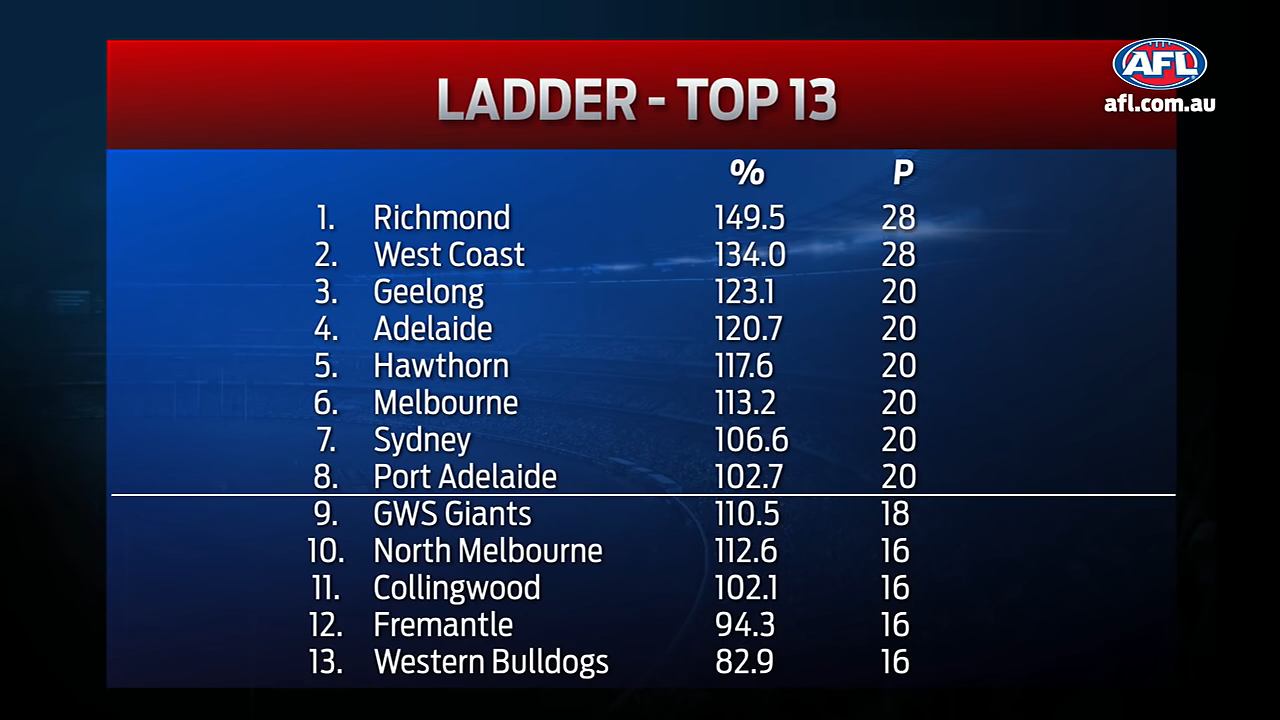 AFL
afl.com.au
LADDER - TOP 13
% P
1. Richmond 149.5 28
2. West Coast 134.0 28
3. Geelong 123.1 20
4. Adelaide 120.7 20
5. Hawthorn 117.6 20
6. Melbourne 113.2 20
7. Sydney 106.6 20
8. Port Adelaide 102.7 20
9. GWS Giants 110.5 18
10. North Melbourne 112.6 16
11. Collingwood 102.1 16
12. Fremantle 94.3 16
13. Western Bulldogs 82.9 16